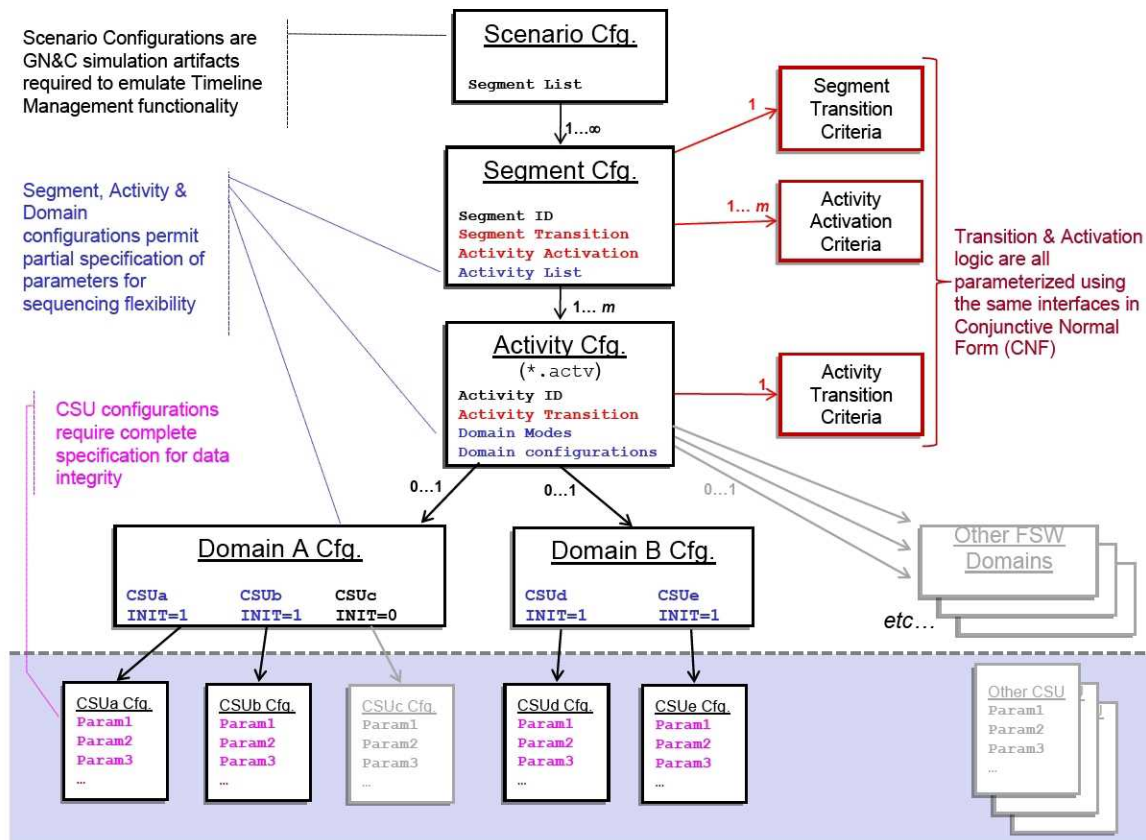 Scenario Configurations are
GN&C simulation artifacts
required to emulate Timeline
Management functionality
Scenario Cfg.
Segment List
1…∞
Segment Cfg.
Segment ID
Segment Transition
Activity Activation
Activity List
1
Segment
Transition
Criteria
1… m
Activity
Activation
Criteria
Segment, Activity &
Domain
configurations permit
partial specification of
parameters for
sequencing flexibility
Transition & Activation
logic are all
parameterized using
the same interfaces in
Conjunctive Normal
Form (CNF)
1… m
Activity Cfg.
(*.actv)
Activity ID
Activity Transition
Domain Modes
Domain configurations
1
Activity
Transition
Criteria
CSU configurations
require complete
specification for data
integrity
0…1
0…1
0…1
Domain A Cfg.
CSUa CSUb CSUc
INIT=1 INIT=1 INIT=0
Domain B Cfg.
CSUd CSUe
INIT=1 INIT=1
Other FSW
Domains
etc…
CSUa Cfg.
Param1
Param2
Param3
…
CSUb Cfg.
Param1
Param2
Param3
…
CSUc Cfg.
Param1
Param2
Param3
…
CSUd Cfg.
Param1
Param2
Param3
…
CSUe Cfg.
Param1
Param2
Param3
…
Other CSU
Param1
Param2
Param3
…